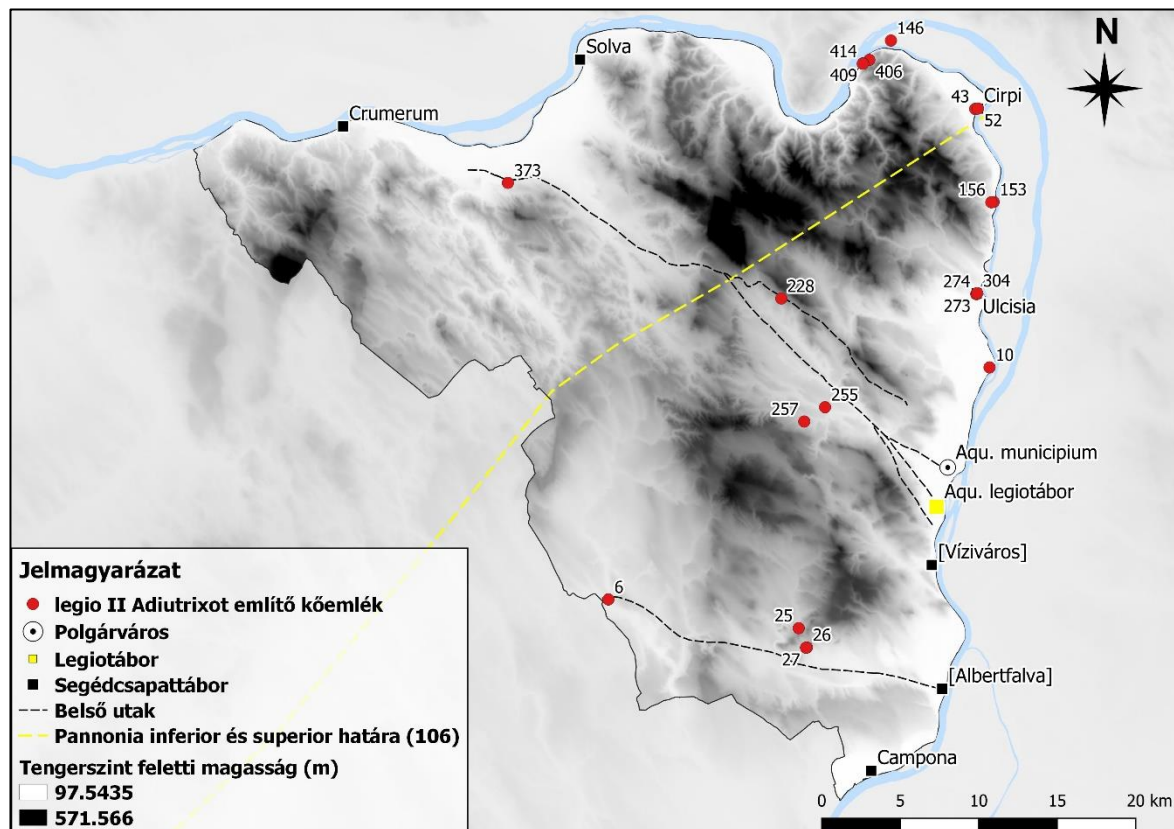 146
N
Solva
414
409
406
43
Cirpi
52
Crumerum
373
156
153
228
274
304
273
Ulcisia
10
255
257
Aqu. municipium
Aqu. legiotábor
[Víziváros]
6
25
26
27
[Albertfalva]
Campona
Jelmagyarázat
legio II Adiutrixot említő kőemlék
Polgárváros
Legiotábor
Segédcsapattábor
Belső utak
Pannonia inferior és superior határa (106)
Tengerszint feletti magasság (m)
97.5435
571.566
0 5 10 15 20 km